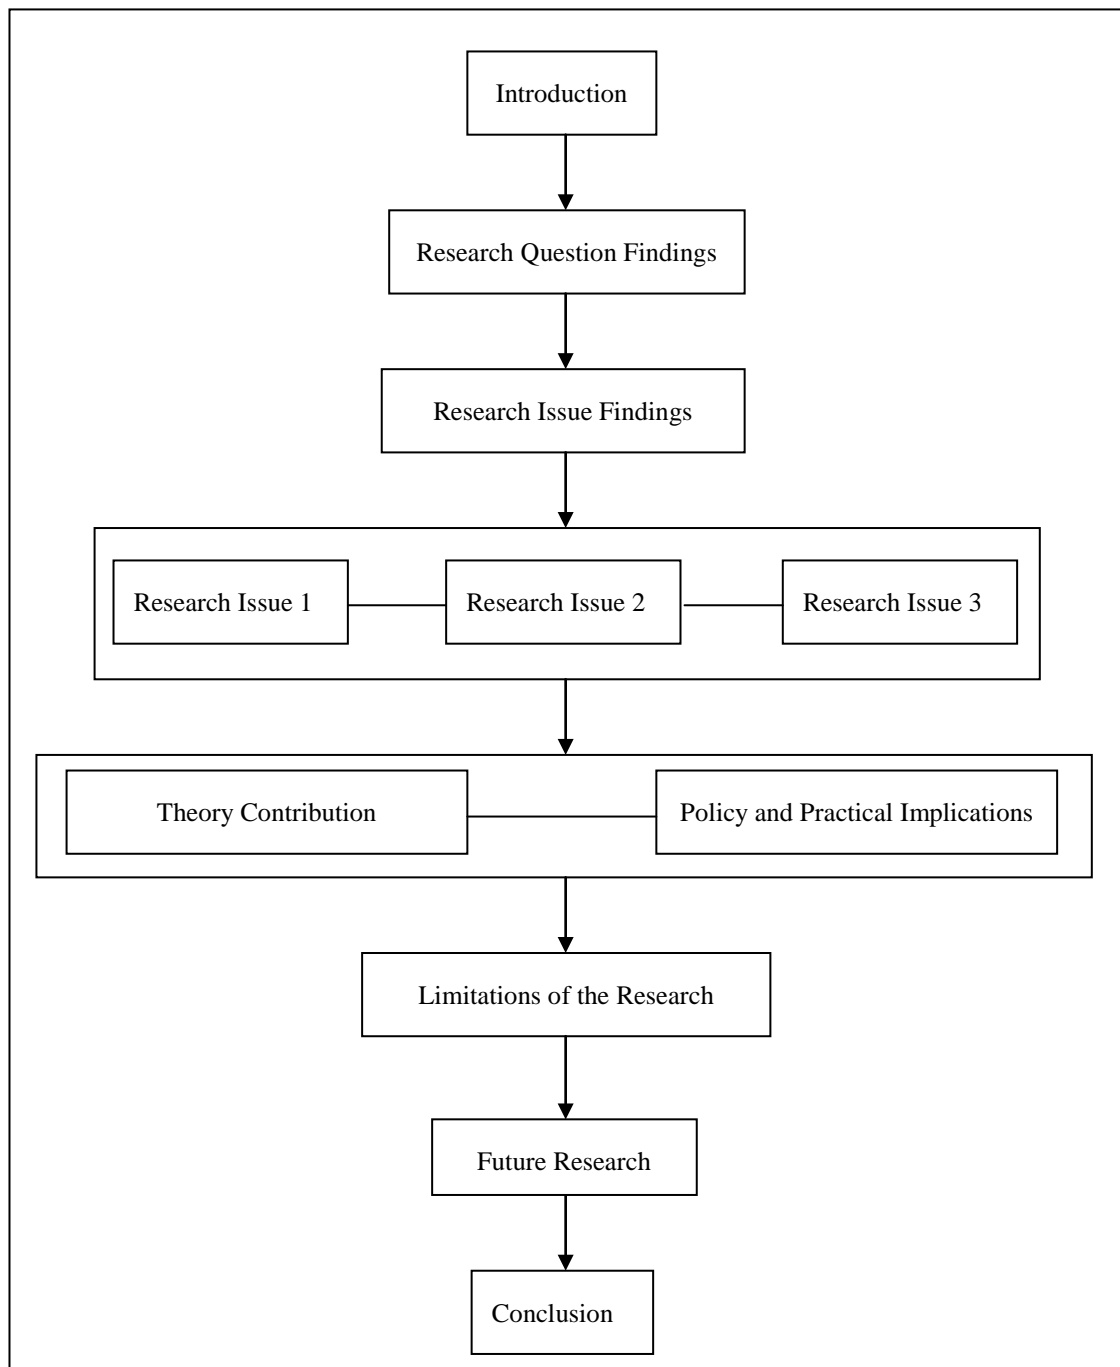 Introduction
Research Question Findings
Research Issue Findings
Research Issue 1
Research Issue 2
Research Issue 3
Theory Contribution
Policy and Practical Implications
Limitations of the Research
Future Research
Conclusion